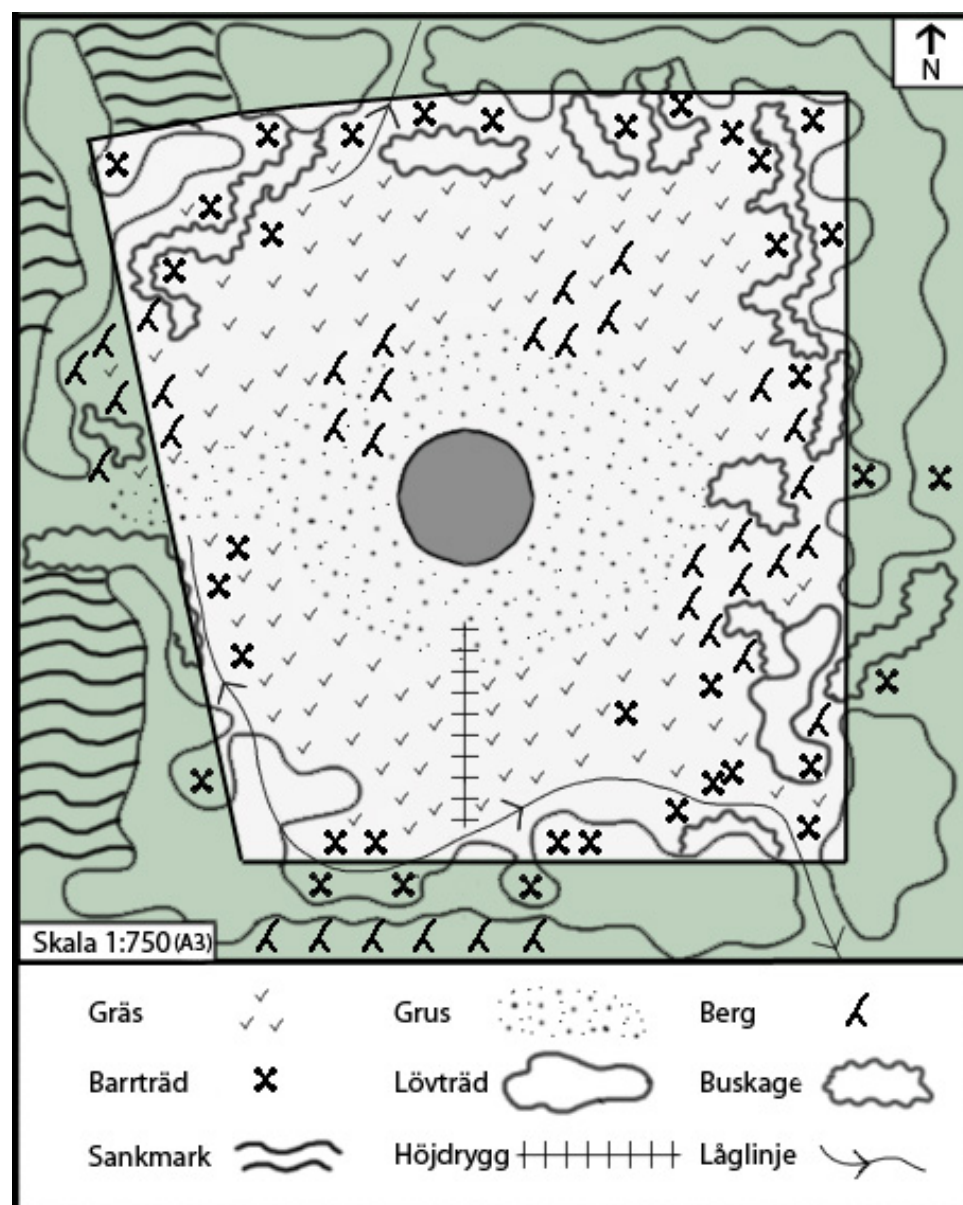 N
Skala 1:750 (A3)
Gräs Grus Berg
Barrträd Lövträd Buskage
Sankmark Höjdrygg Låglinje